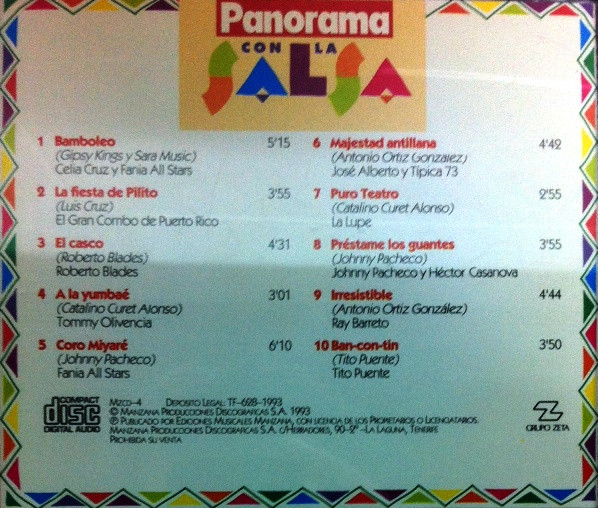 Panorama
CON LA
SALSA
1 Bamboleo 5'15
(Gipsy Kings y Sara Music)
Celia Cruz y Fania All Stars
2 La fiesta de Pilito 3'55
(Luis Cruz)
El Gran Combo de Puerto Rico
3 El casco 4'31
(Roberto Blades)
Roberto Blades
4 A la yumbaé 3'01
(Catalino Curet Alonso)
Tommy Olivencia
5 Coro Miyaré 6'10
(Johnny Pacheco)
Fania All Stars
6 Majestad antillana 4'42
(Antonio Ortiz González)
José Alberto y Típica 73
7 Puro Teatro 2'55
(Catalino Curet Alonso)
La Lupe
8 Préstame los guantes 3'55
(Johnny Pacheco)
Johnny Pacheco y Héctor Casanova
9 Irresistible 4'44
(Antonio Ortiz González)
Ray Barreto
10 Ban-con-tin 3'50
(Tito Puente)
Tito Puente
COMPACT
disc
DIGITAL AUDIO
MZCD-4 DEPOSITO LEGAL: TF-628-1993
© MANZANA PRODUCCIONES DISCOGRAFICAS S.A. 1993
℗ PUBLICADO POR EDICIONES MUSICALES MANZANA, CON LICENCIA DE LOS PROPIETARIOS O LICENCIATARIOS.
MANZANA PRODUCCIONES DISCOGRAFICAS S.A. C/HERRADORES, 90-2º -LA LAGUNA, TENERIFE
PROHIBIDA SU VENTA
GRUPO ZETA